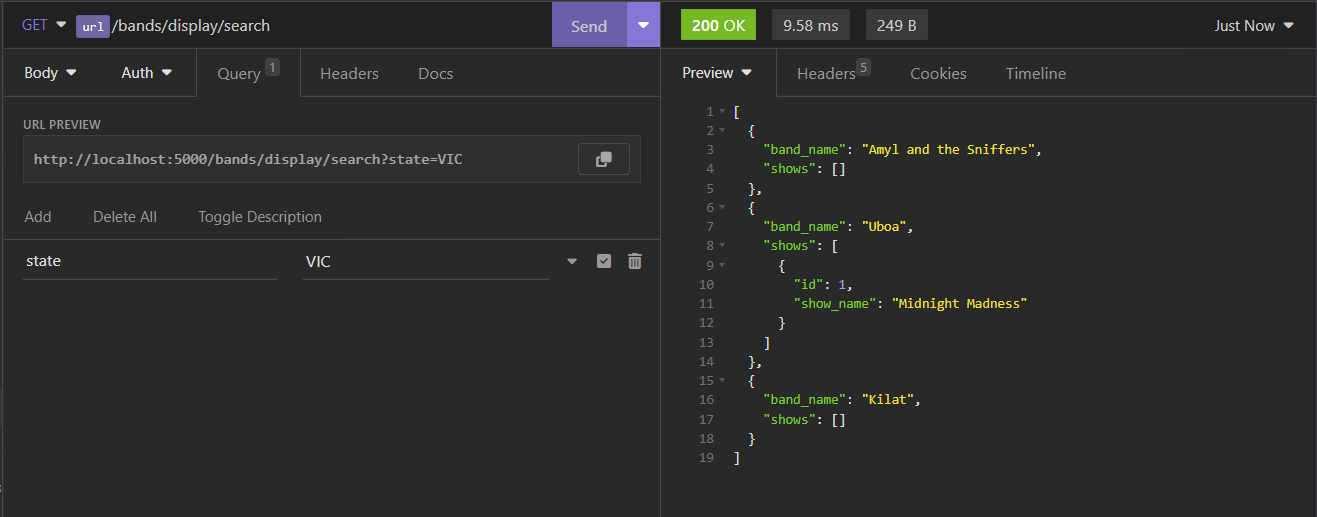 GET url /bands/display/search Send
Body Auth Query 1 Headers Docs
URL PREVIEW
http://localhost:5000/bands/display/search?state=VIC
Add Delete All Toggle Description
state VIC
200 OK 9.58 ms 249 B Just Now
Preview Headers 5 Cookies Timeline
1 [
2 {
3 "band_name": "Amyl and the Sniffers",
4 "shows": []
5 },
6 {
7 "band_name": "Uboa",
8 "shows": [
9 {
10 "id": 1,
11 "show_name": "Midnight Madness"
12 }
13 ]
14 },
15 {
16 "band_name": "Kilat",
17 "shows": []
18 }
19 ]